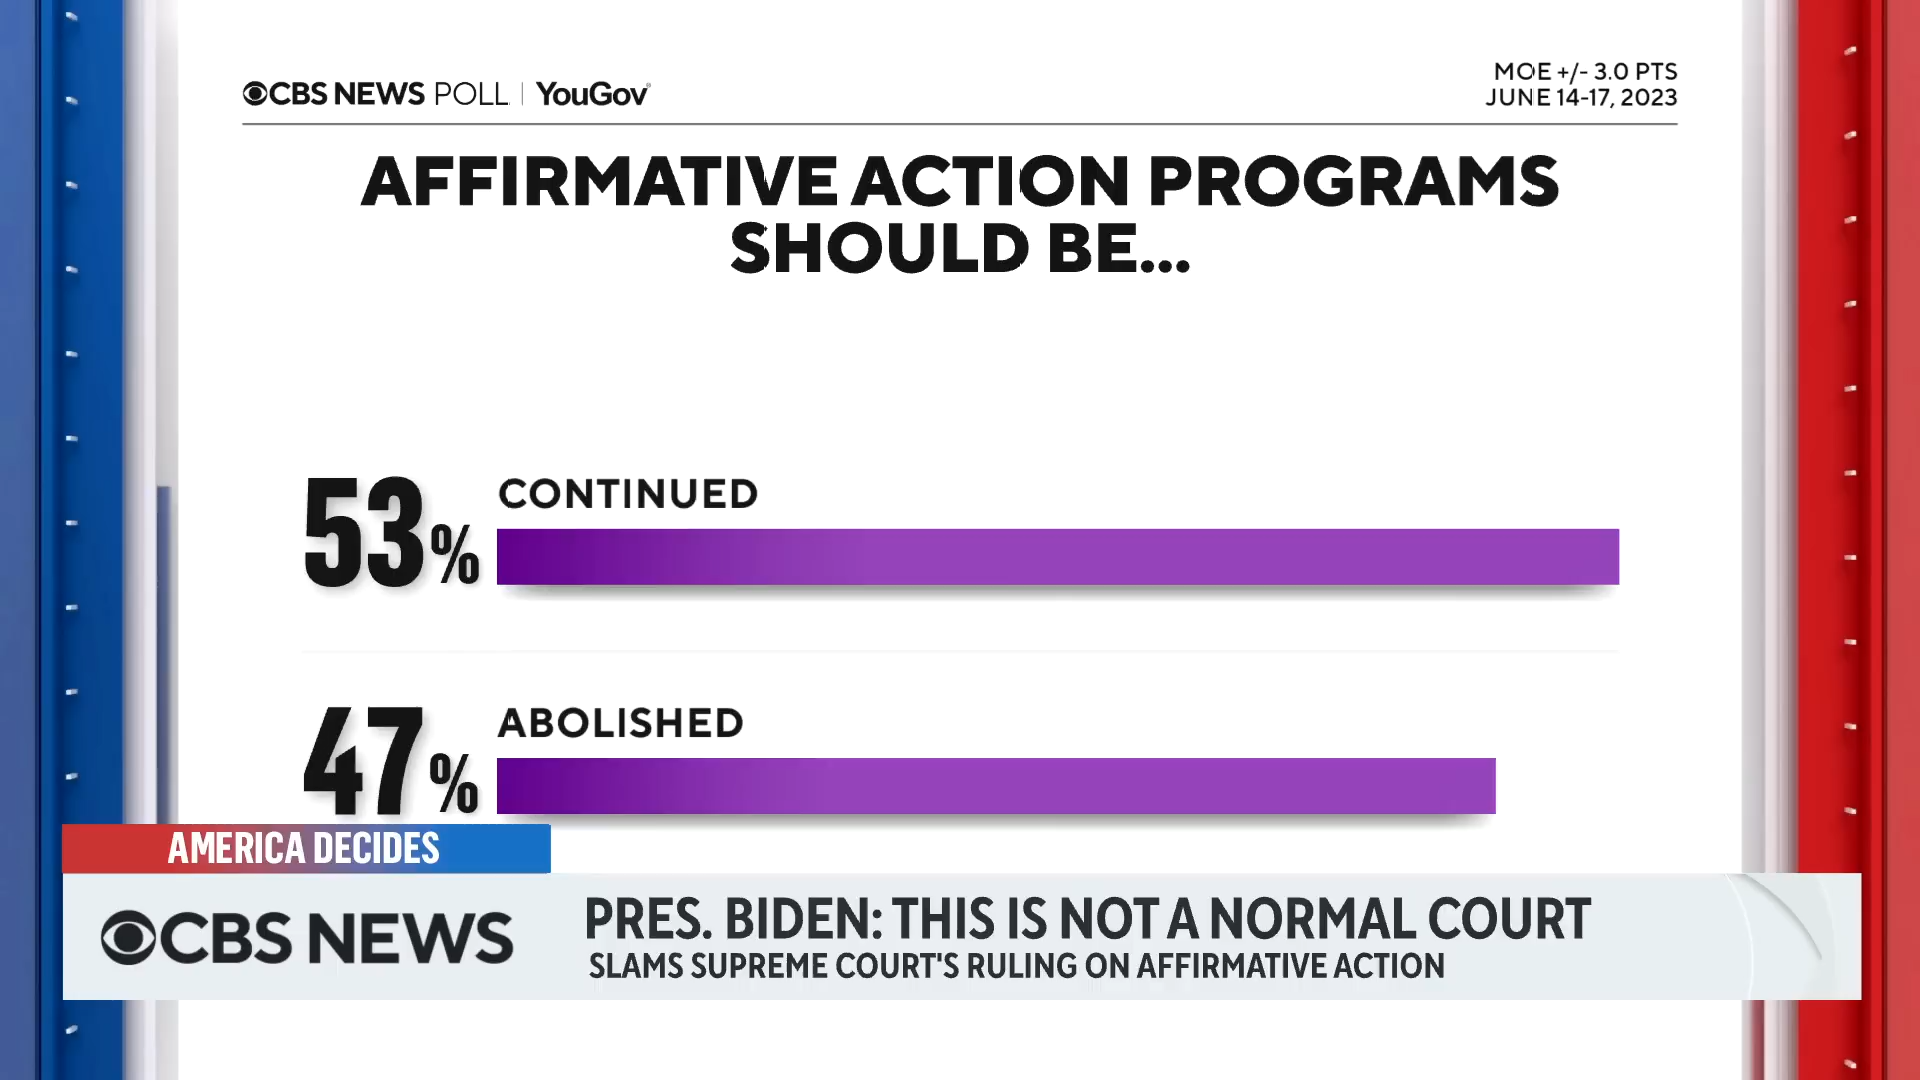 CBS NEWS POLL | YouGov
MOE +/- 3.0 PTS
JUNE 14-17, 2023
AFFIRMATIVE ACTION PROGRAMS
SHOULD BE...
53% CONTINUED
47% ABOLISHED
AMERICA DECIDES
CBS NEWS
PRES. BIDEN: THIS IS NOT A NORMAL COURT
SLAMS SUPREME COURT'S RULING ON AFFIRMATIVE ACTION